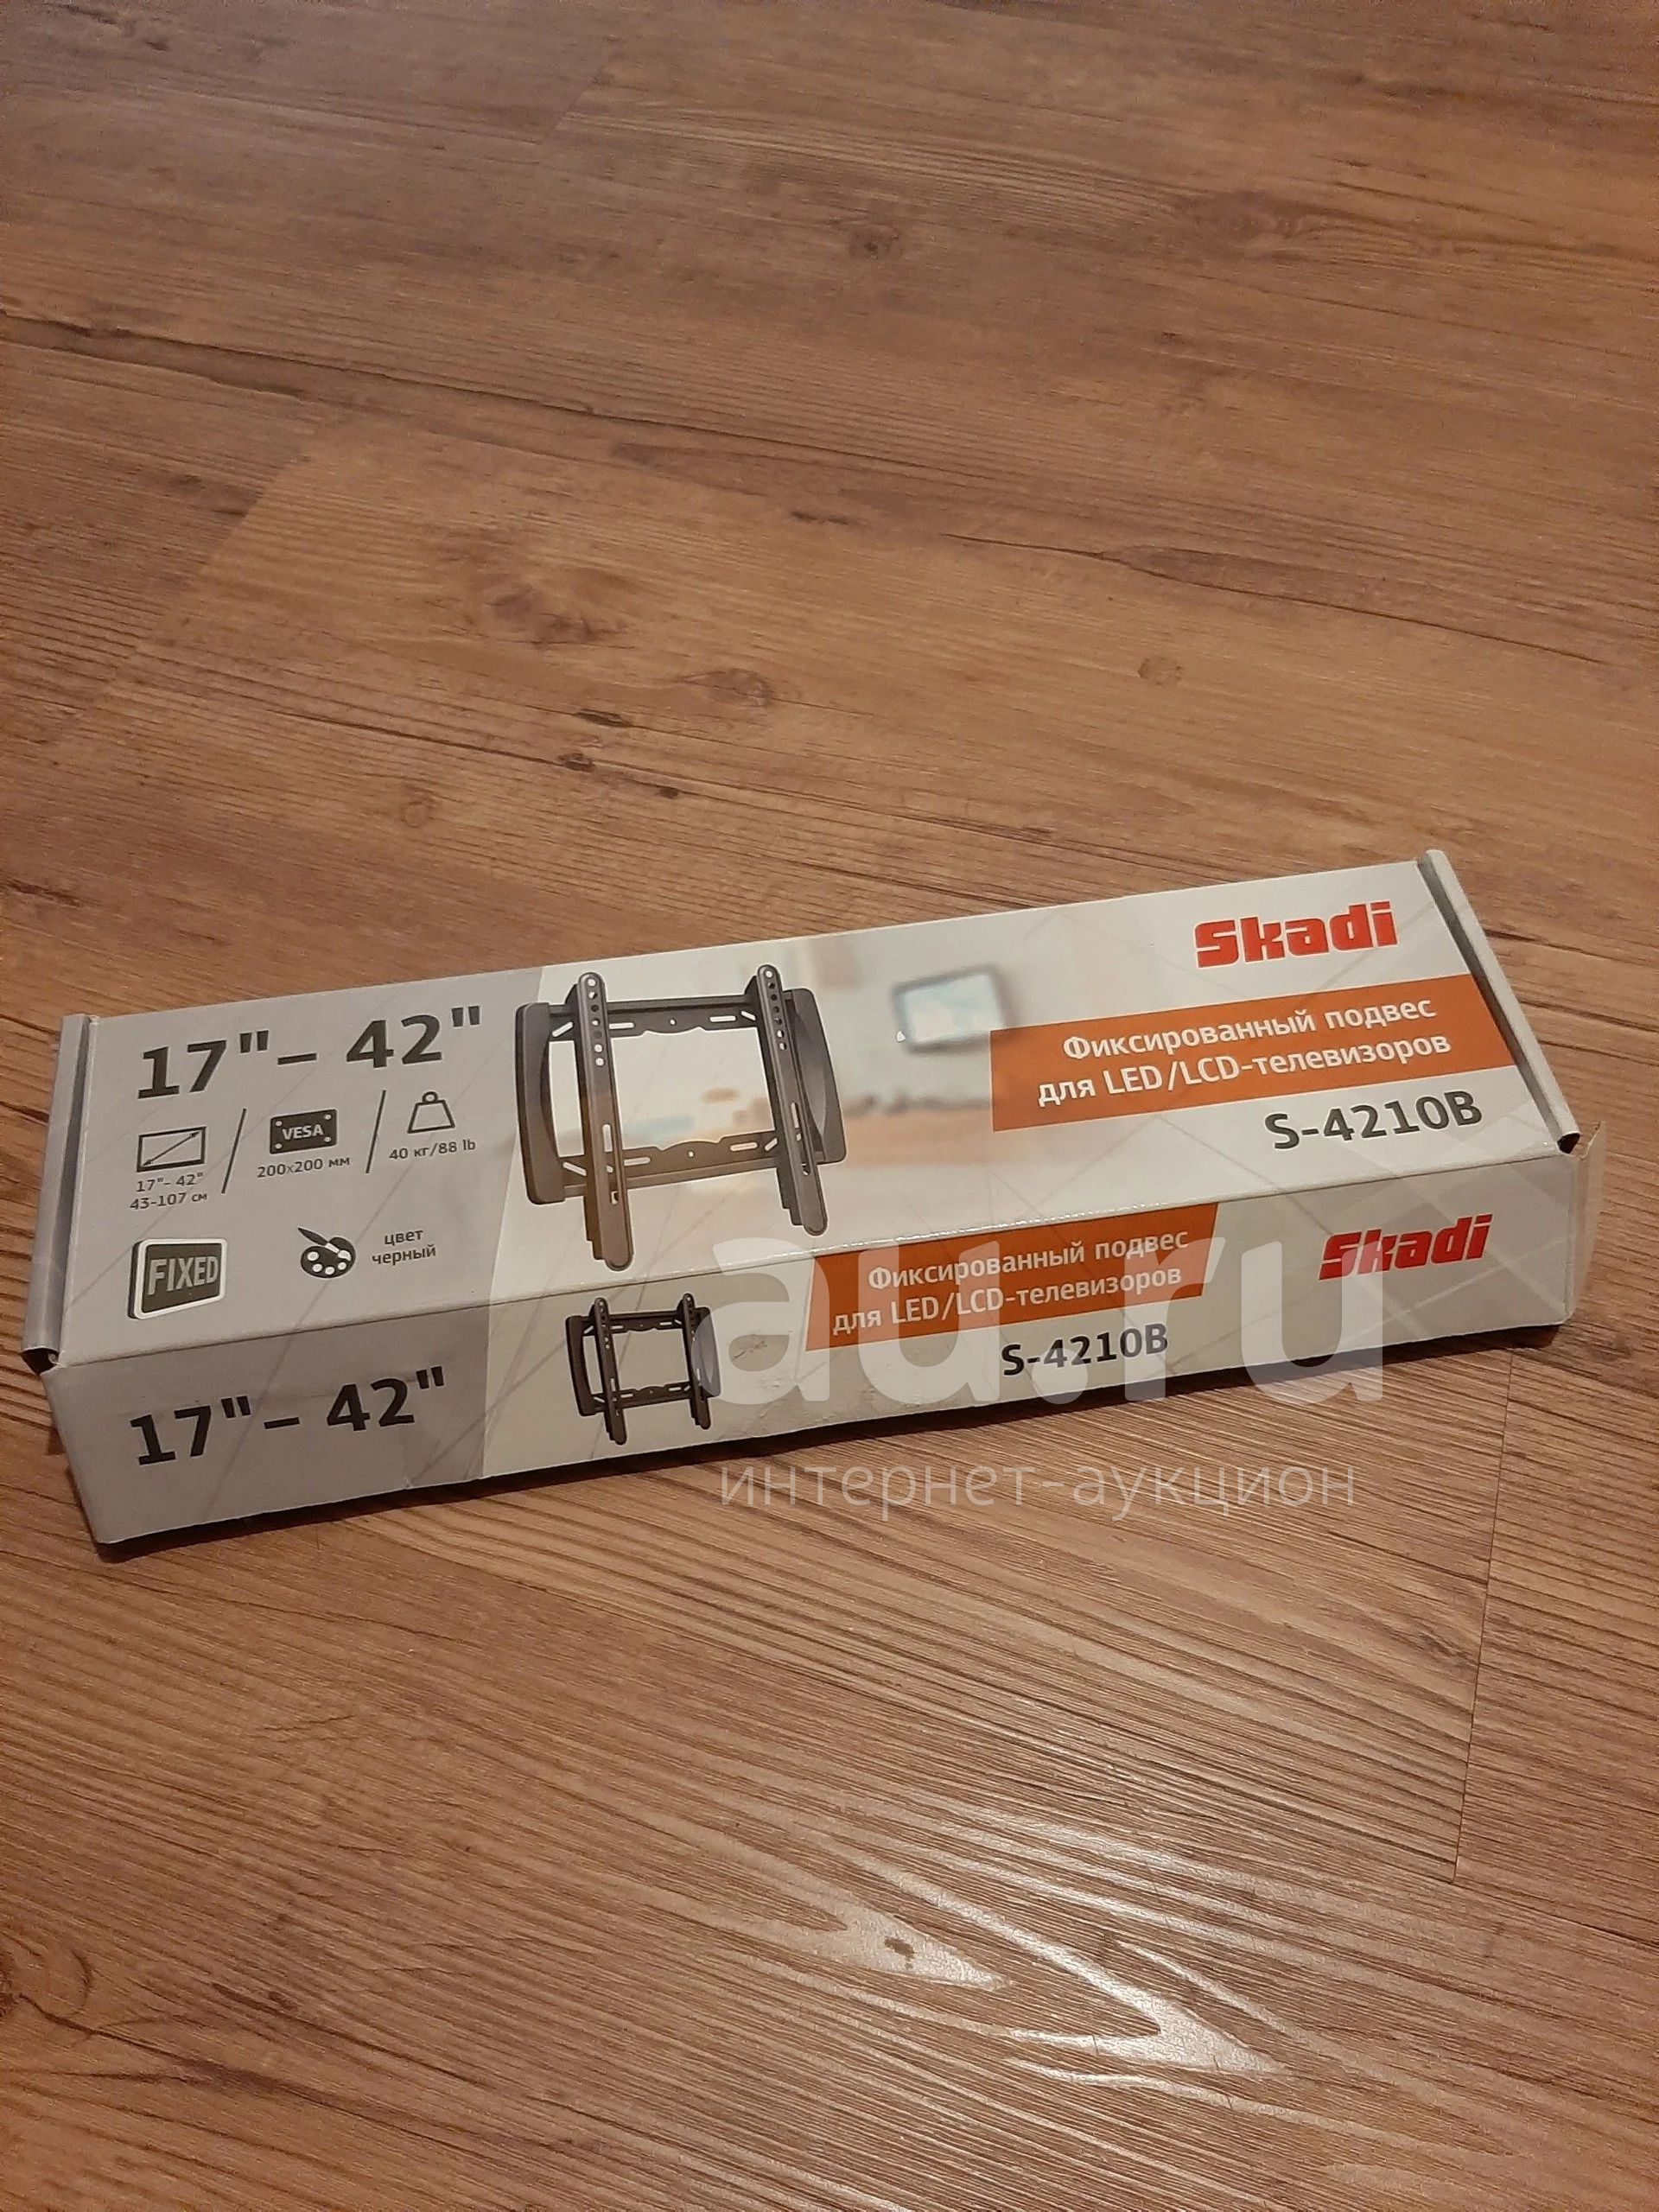 Skadi
17"– 42"
Фиксированный подвес
для LED/LCD-телевизоров
S-4210B
VESA
17"– 42"
43-107 см
200x200 мм
40 кг/88 lb
FIXED
цвет
черный
17"– 42"
Фиксированный подвес
для LED/LCD-телевизоров
S-4210B
Skadi
au.ru
интернет-аукцион